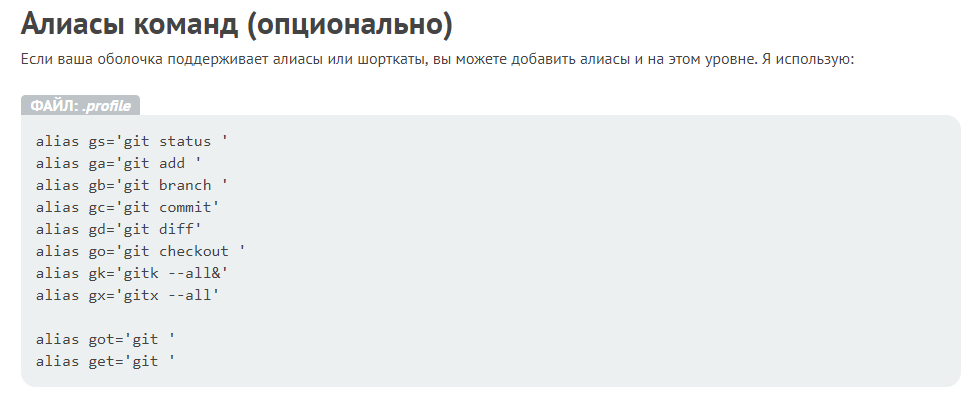 Алиасы команд (опционально)
Если ваша оболочка поддерживает алиасы или шорткаты, вы можете добавить алиасы и на этом уровне. Я использую:
ФАЙЛ: .profile
alias gs='git status '
alias ga='git add '
alias gb='git branch '
alias gc='git commit'
alias gd='git diff'
alias go='git checkout '
alias gk='gitk --all&'
alias gx='gitx --all'
alias got='git '
alias get='git '